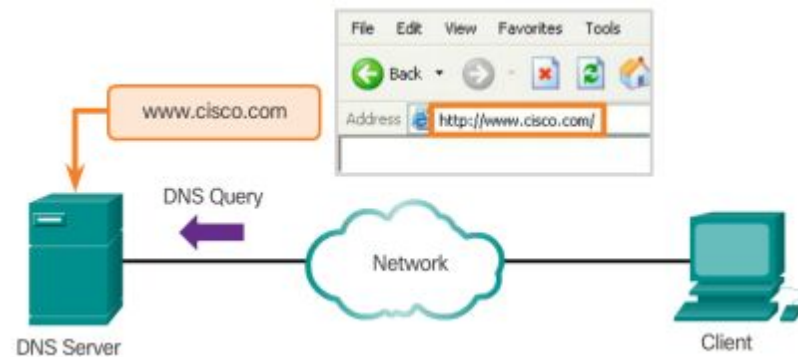 File Edit View Favorites Tools
Back
www.cisco.com
Address http://www.cisco.com/
DNS Query
Network
DNS Server
Client